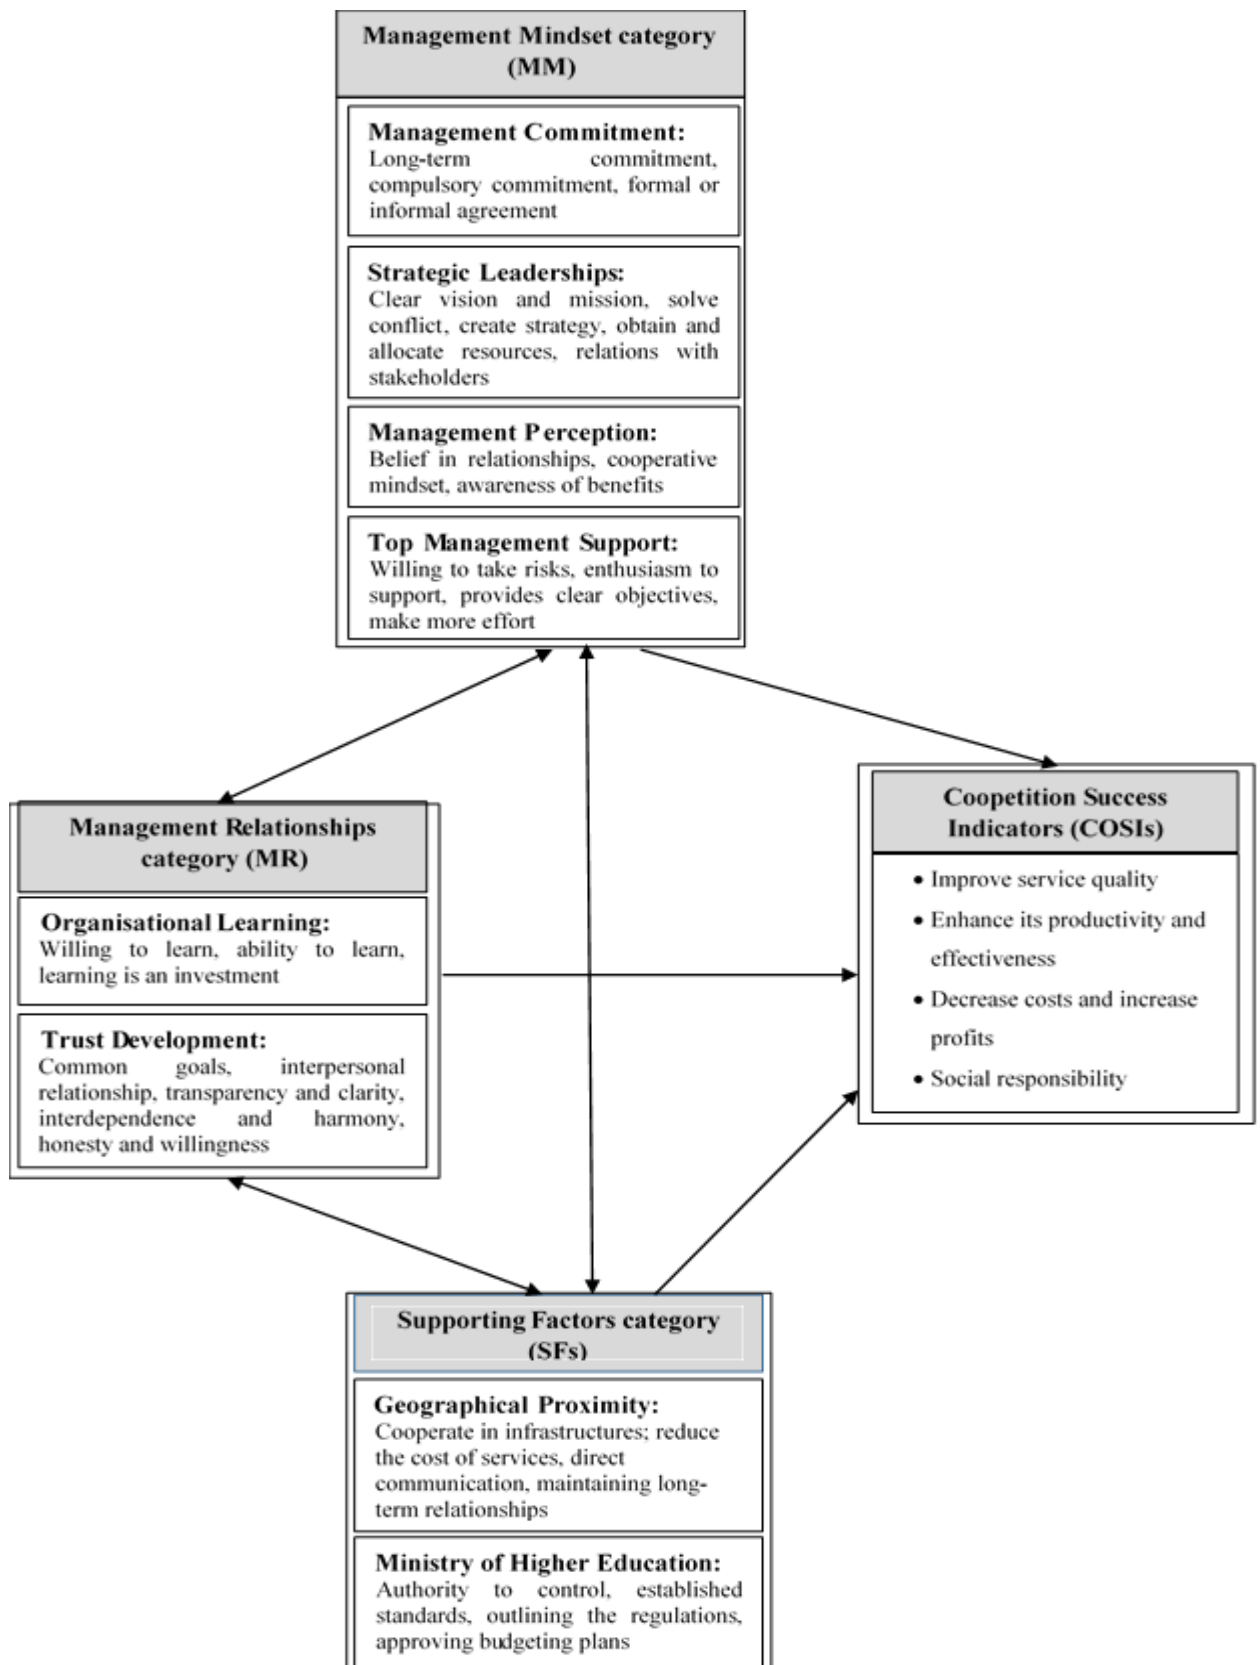 Management Mindset category
(MM)
Management Commitment:
Long-term commitment,
compulsory commitment, formal or
informal agreement
Strategic Leaderships:
Clear vision and mission, solve
conflict, create strategy, obtain and
allocate resources, relations with
stakeholders
Management Perception:
Belief in relationships, cooperative
mindset, awareness of benefits
Top Management Support:
Willing to take risks, enthusiasm to
support, provides clear objectives,
make more effort
Management Relationships
category (MR)
Organisational Learning:
Willing to learn, ability to learn,
learning is an investment
Trust Development:
Common goals, interpersonal
relationship, transparency and clarity,
interdependence and harmony,
honesty and willingness
Coopetition Success
Indicators (COSIs)
• Improve service quality
• Enhance its productivity and
effectiveness
• Decrease costs and increase
profits
• Social responsibility
Supporting Factors category
(SFs)
Geographical Proximity:
Cooperate in infrastructures; reduce
the cost of services, direct
communication, maintaining long-
term relationships
Ministry of Higher Education:
Authority to control, established
standards, outlining the regulations,
approving budgeting plans